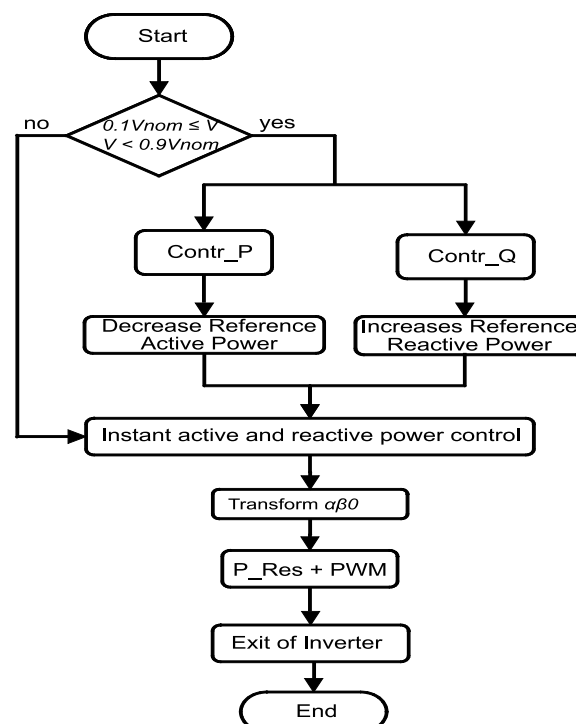 Start
no
0.1Vnom ≤ V
V < 0.9Vnom
yes
Contr_P
Contr_Q
Decrease Reference
Active Power
Increases Reference
Reactive Power
Instant active and reactive power control
Transform αβ0
P_Res + PWM
Exit of Inverter
End